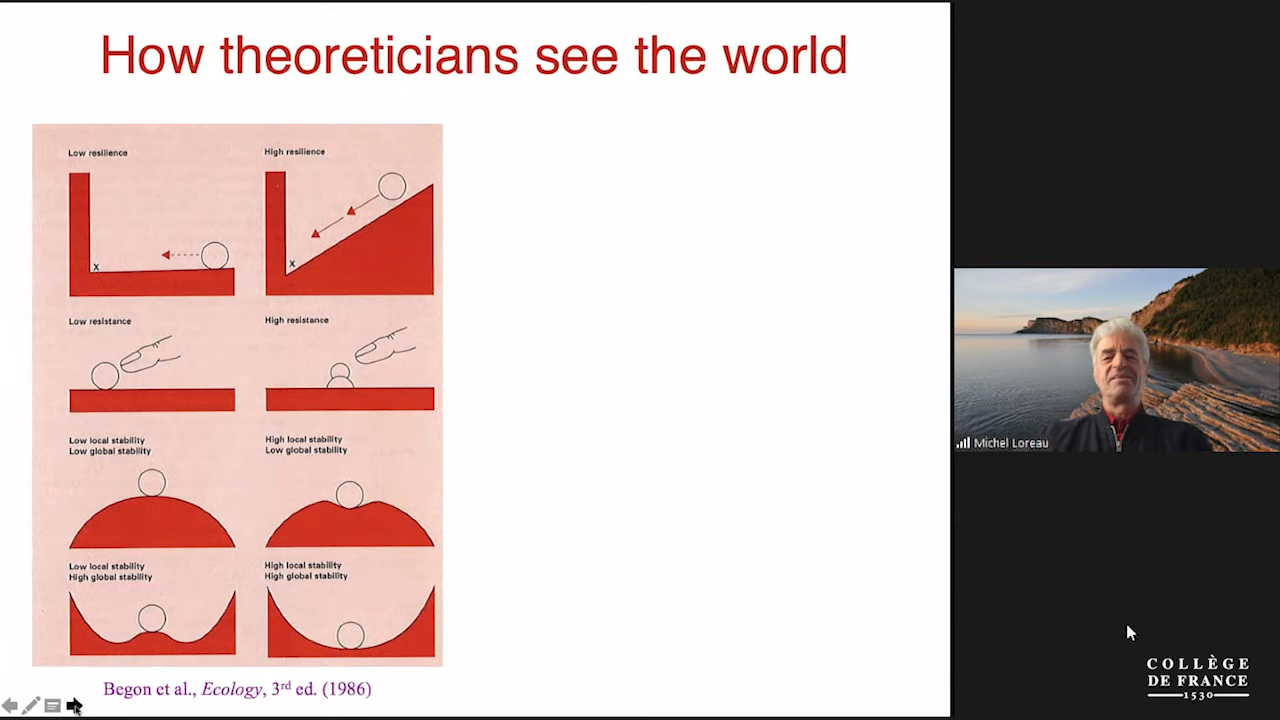 How theoreticians see the world
Low resilience
High resilience
X
X
Low resistance
High resistance
Low local stability
Low global stability
High local stability
Low global stability
Low local stability
High global stability
High local stability
High global stability
Begon et al., Ecology, 3rd ed. (1986)
Michel Loreau
COLLÈGE
DE FRANCE
1530